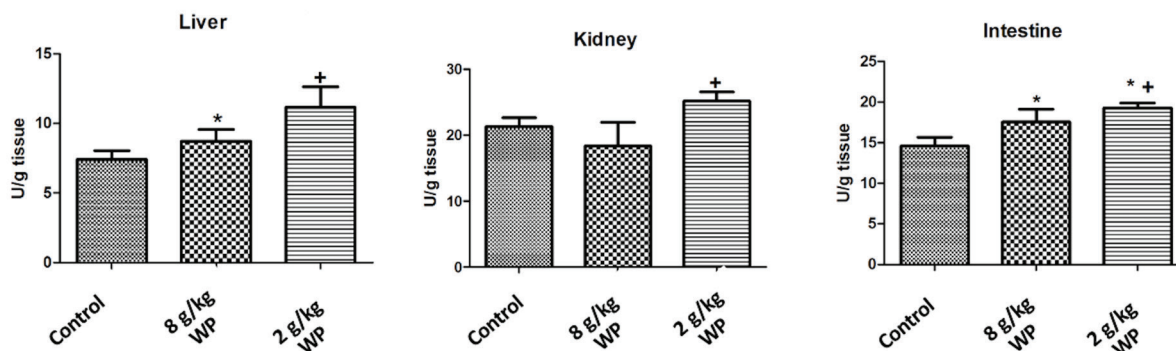 Liver
15
10
5
0
U/g tissue
*
+
Control
8 g/kg
WP
2 g/kg
WP
Kidney
30
20
10
0
U/g tissue
+
Control
8 g/kg
WP
2 g/kg
WP
Intestine
25
20
15
10
5
0
U/g tissue
*
* +
Control
8 g/kg
WP
2 g/kg
WP